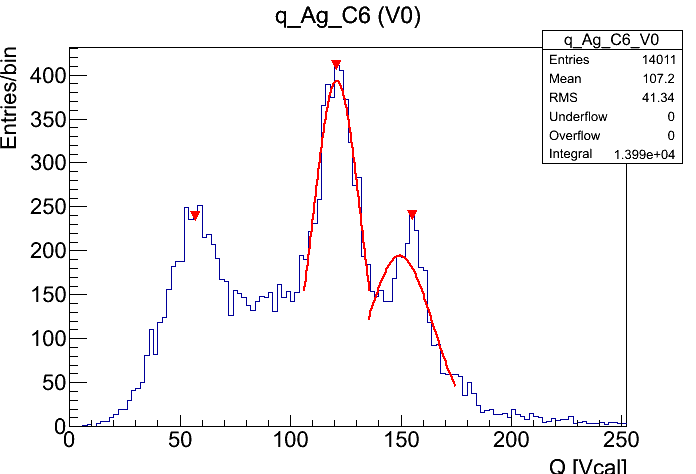 q_Ag_C6 (V0)
q_Ag_C6_V0
Entries 14011
Mean 107.2
RMS 41.34
Underflow 0
Overflow 0
Integral 1.399e+04
Entries/bin
400
350
300
250
200
150
100
50
0
0 50 100 150 200 250
Q [Vcal]